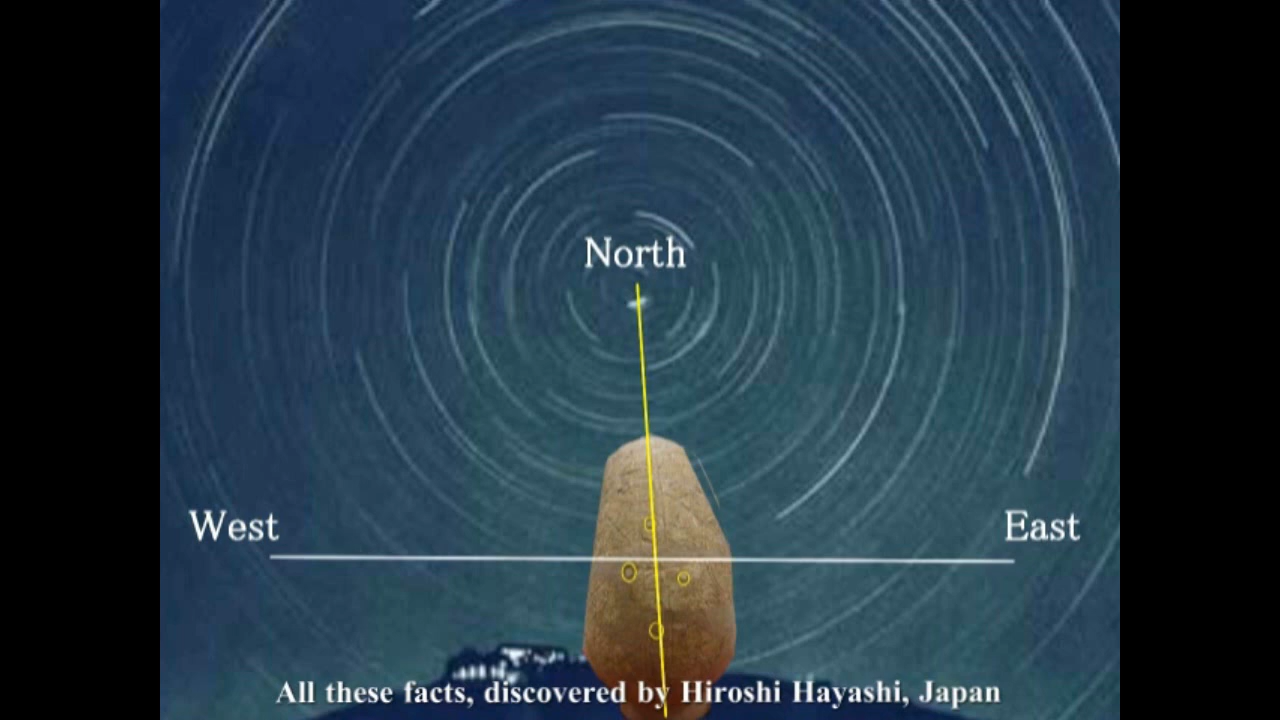 North
West
East
All these facts, discovered by Hiroshi Hayashi, Japan